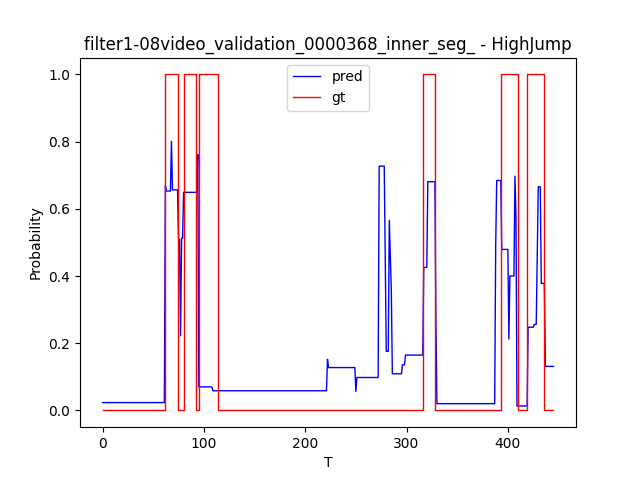 filter1-08video_validation_0000368_inner_seg_ - HighJump
pred
gt
1.0
0.8
0.6
0.4
0.2
0.0
Probability
0
100
200
300
400
T